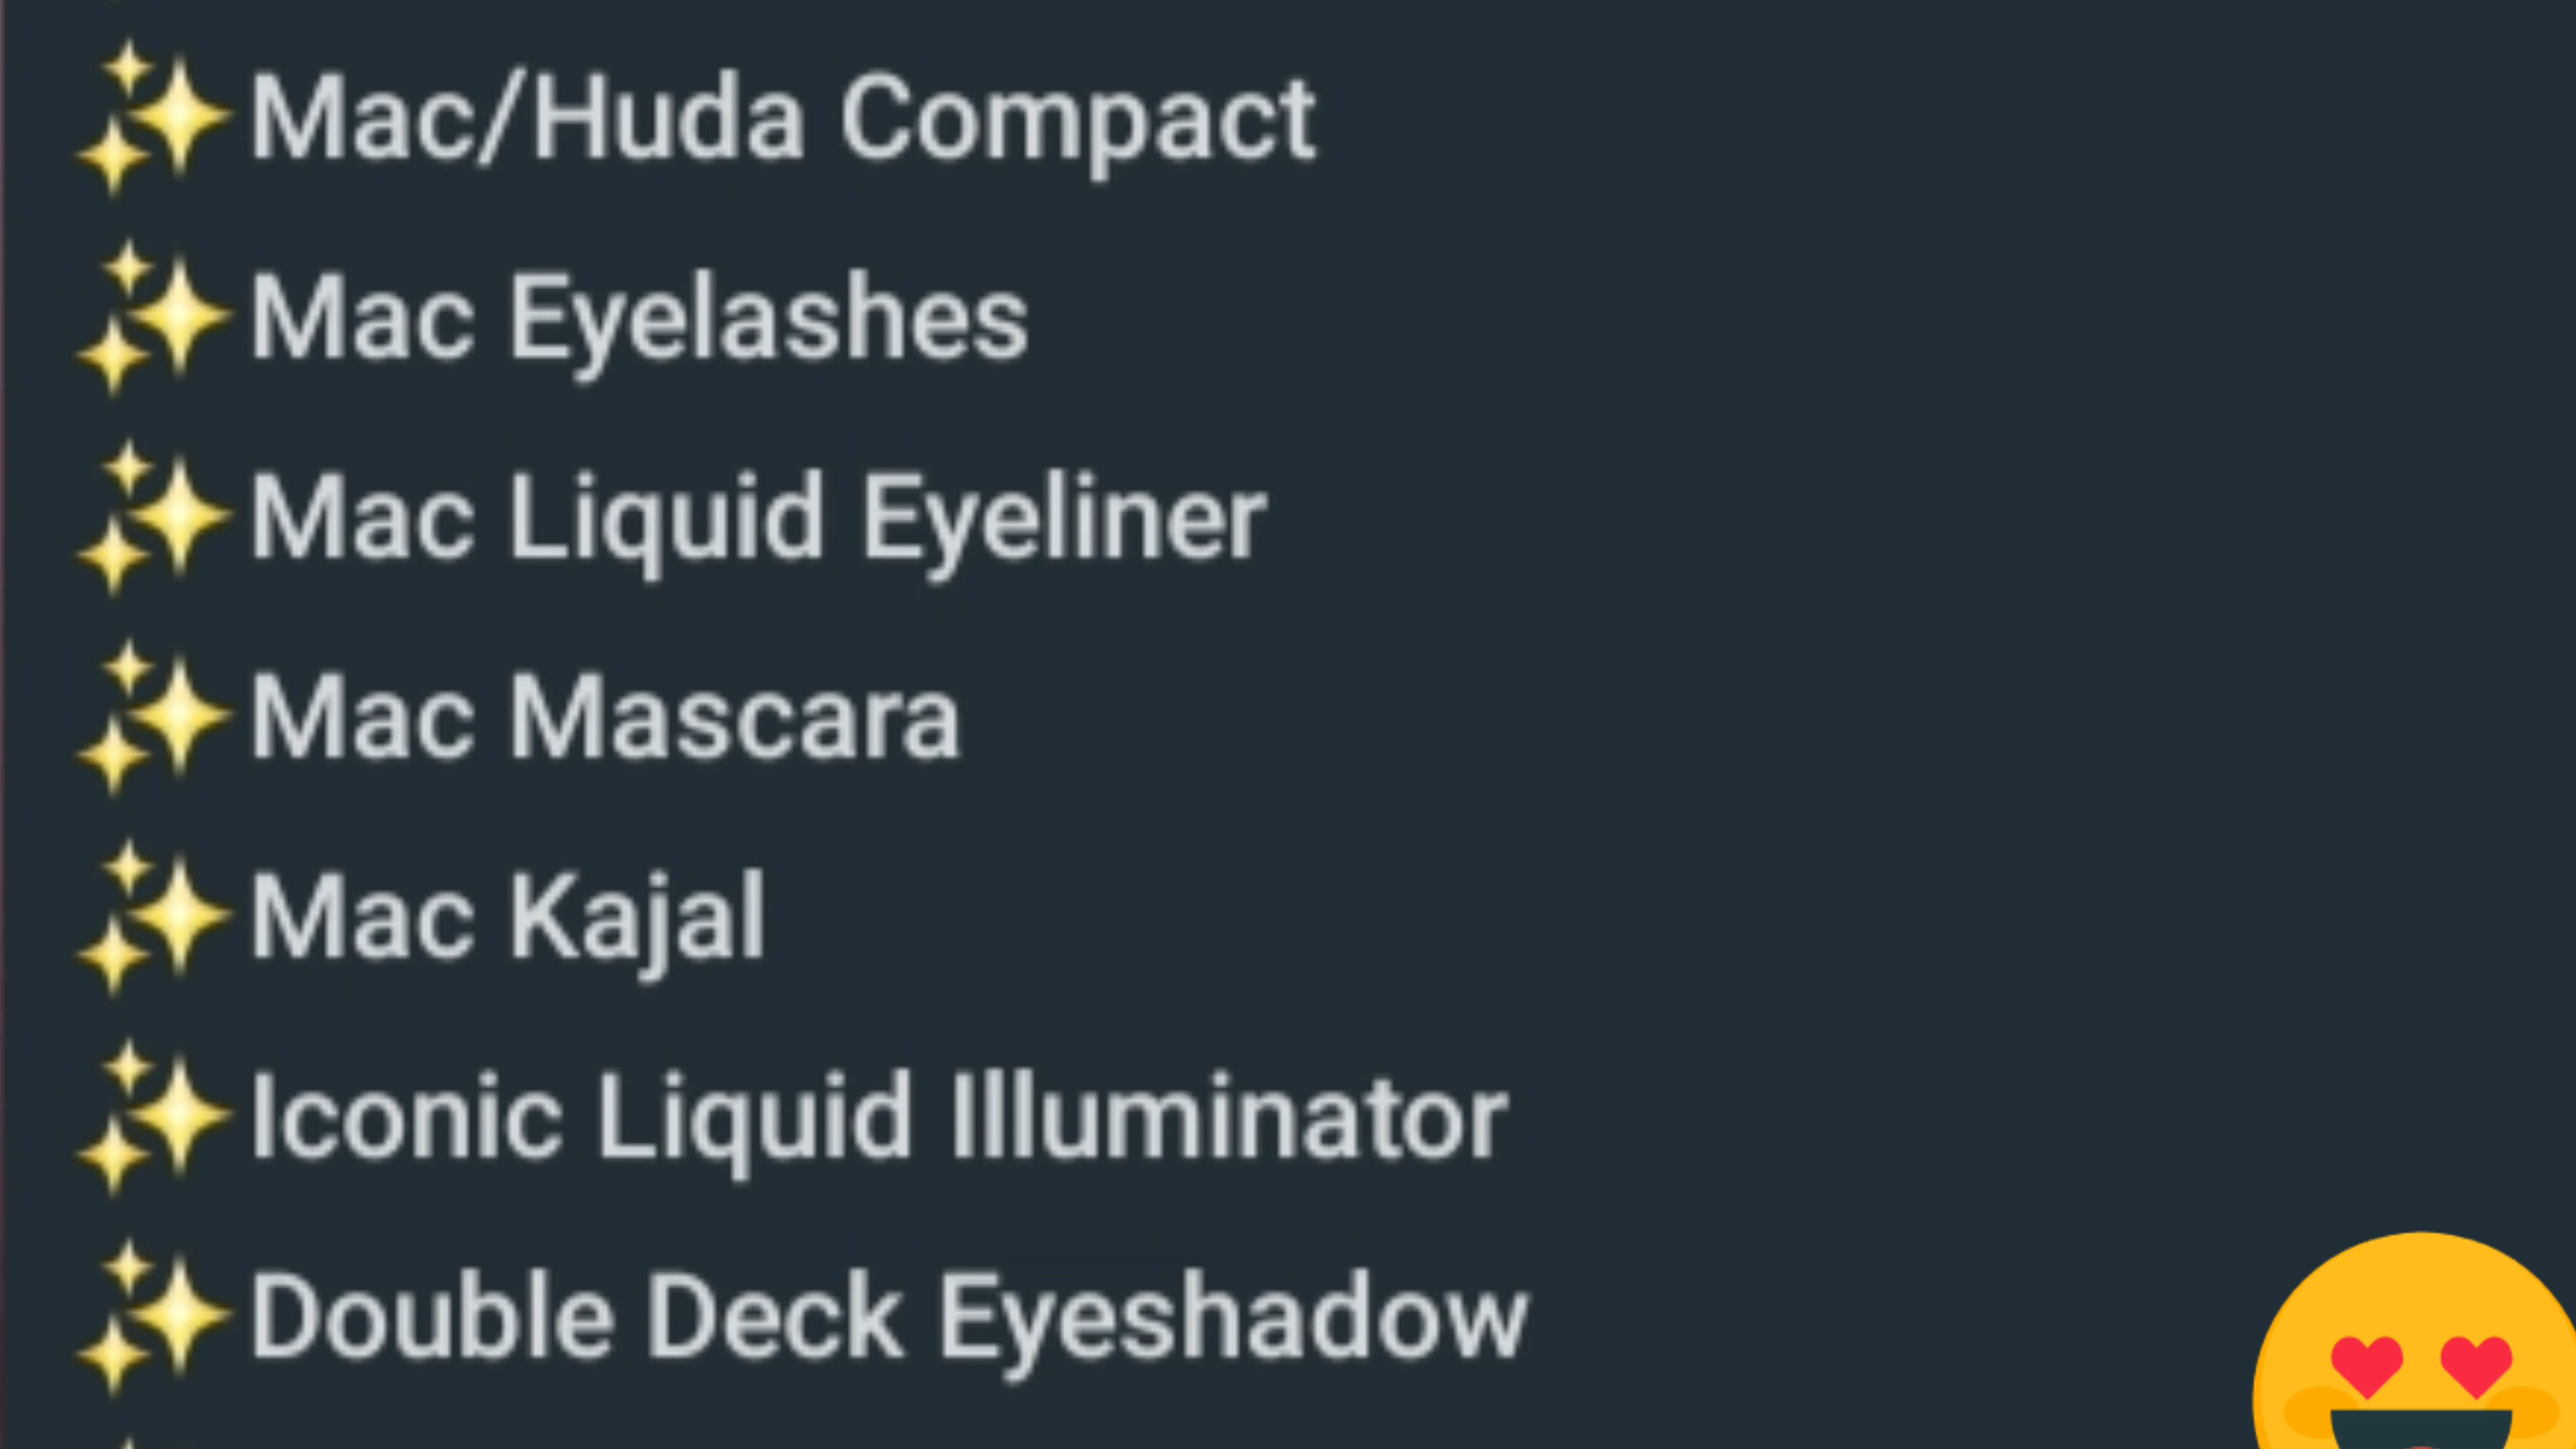 ✨Mac/Huda Compact
✨Mac Eyelashes
✨Mac Liquid Eyeliner
✨Mac Mascara
✨Mac Kajal
✨Iconic Liquid Illuminator
✨Double Deck Eyeshadow